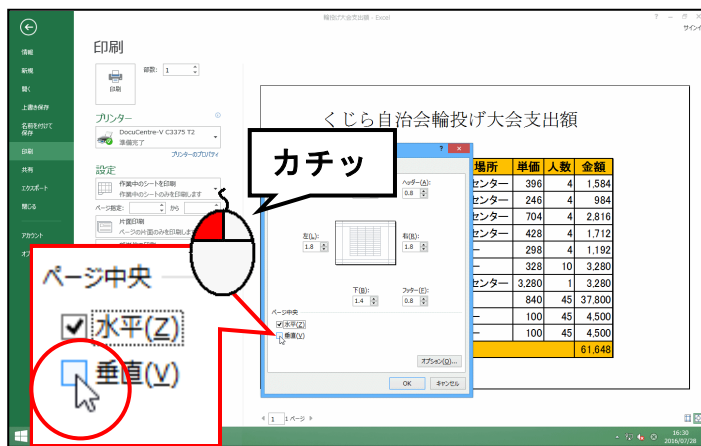 輪投げ大会支出額 - Excel
サインイ
情報
新規
開く
上書き保存
名前を付けて
保存
印刷
共有
エクスポート
閉じる
アカウント
印刷
部数: 1
印刷
プリンター
DocuCentre-V C3375 T2
準備完了
プリンターのプロパティ
設定
作業中のシートを印刷
作業中のシートのみを印刷します
ページ指定:
から
片面印刷
ページの片面のみを印刷しま
くじら自治会輪投げ大会支出額
カチッ
ヘッダー(A):
0.8
左(L):
1.8
右(R):
1.8
下(B):
1.4
フッター(F):
0.8
ページ中央
水平(Z)
垂直(V)
オプション(O)...
OK
キャンセル
場所 単価 人数 金額
センター 396 4 1,584
センター 246 4 984
センター 704 4 2,816
センター 428 4 1,712
ー 298 4 1,192
ー 328 10 3,280
センター 3,280 1 3,280
840 45 37,800
ー 100 45 4,500
ー 100 45 4,500
61,648
ページ中央
水平(Z)
垂直(V)
1 1 ページ
16:30
2016/07/28